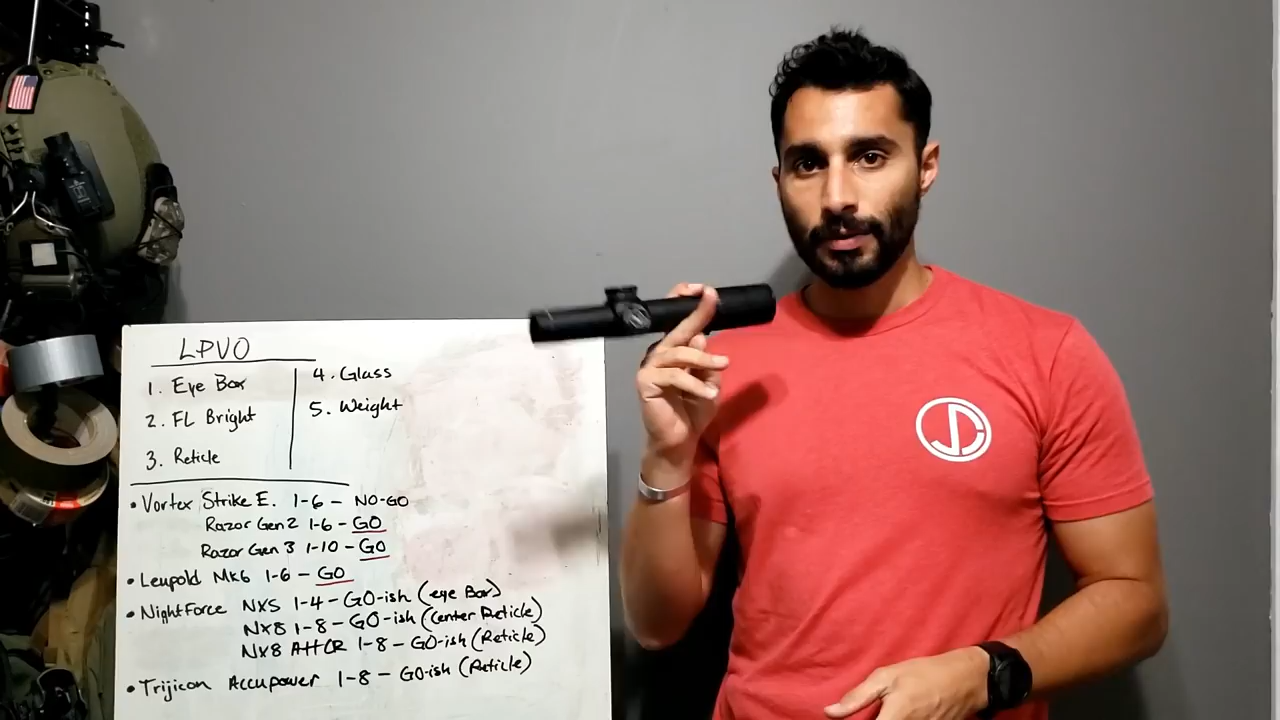 LPVO
1. Eye Box
2. FL Bright
3. Reticle
4. Glass
5. Weight
• Vortex Strike E. 1-6 - NO-GO
Razor Gen2 1-6 - GO
Razor Gen 3 1-10 - GO
• Leupold MK6 1-6 - GO
• NightForce NXS 1-4 - GO-ish (eye Box)
NX8 1-8 - GO-ish (Center Reticle)
NX8 ATACR 1-8 - GO-ish (Reticle)
• Trijicon Accupower 1-8 - GO-ish (Reticle)